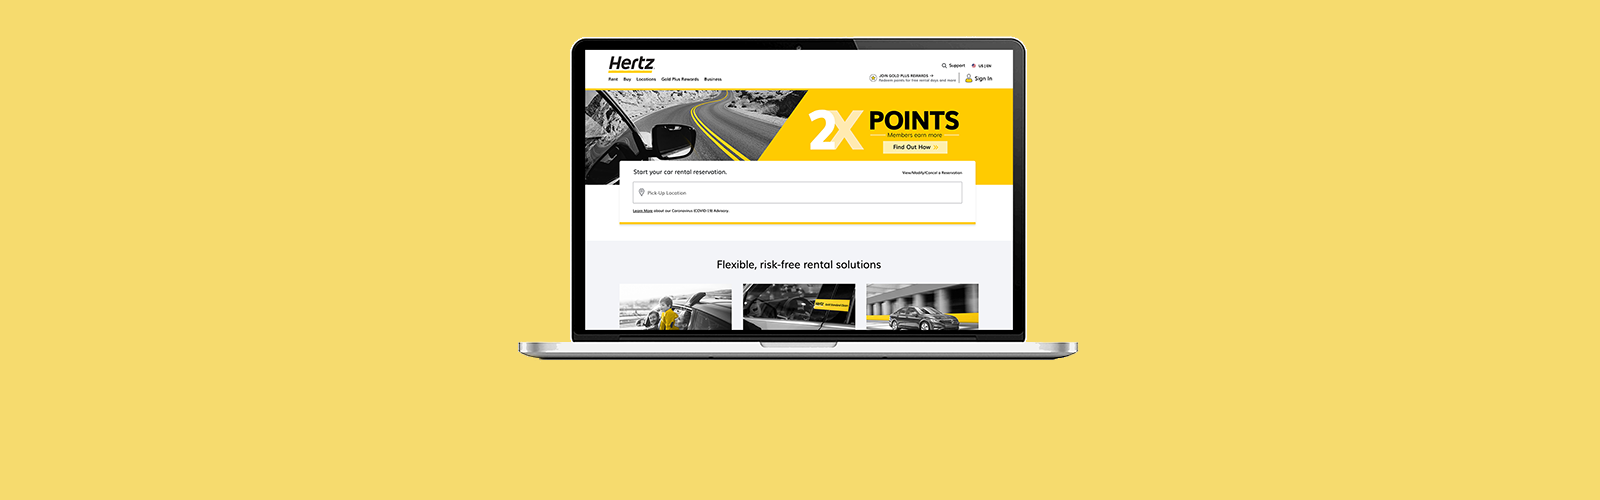 Hertz
Support
US | EN
Rent Buy Locations Gold Plus Rewards Business
JOIN GOLD PLUS REWARDS →
Redeem points for free rental days and more
Sign In
2X POINTS
Members earn more
Find Out How »
Start your car rental reservation.
View/Modify/Cancel a Reservation
Pick-Up Location
Learn More about our Coronavirus (COVID-19) Advisory
Flexible, risk-free rental solutions
Hertz